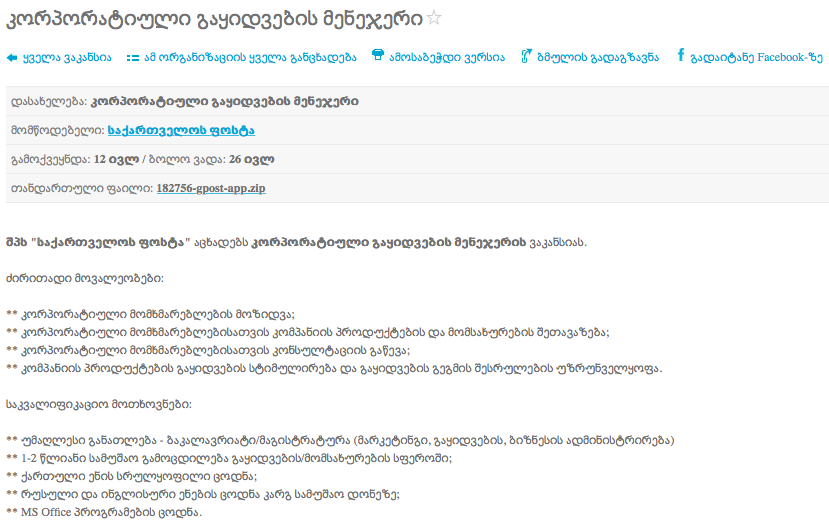 კორპორატიული გაყიდვების მენეჯერი
ყველა ვაკანსია ამ ორგანიზაციის ყველა განცხადება ამოსაბეჭდი ვერსია ბმულის გადაგზავნა გადაიტანე Facebook-ზე
დასახელება: კორპორატიული გაყიდვების მენეჯერი
მომწოდებელი: საქართველოს ფოსტა
გამოქვეყნდა: 12 ივლ / ბოლო ვადა: 26 ივლ
თანდართული ფაილი: 182756-gpost-app.zip
შპს "საქართველოს ფოსტა" აცხადებს კორპორატიული გაყიდვების მენეჯერის ვაკანსიას.
ძირითადი მოვალეობები:
** კორპორატიული მომხმარებლების მოზიდვა;
** კორპორატიული მომხმარებლებისათვის კომპანიის პროდუქტების და მომსახურების შეთავაზება;
** კორპორატიული მომხმარებლებისათვის კონსულტაციის გაწევა;
** კომპანიის პროდუქტების გაყიდვების სტიმულირება და გაყიდვების გეგმის შესრულების უზრუნველყოფა.
საკვალიფიკაციო მოთხოვნები:
** უმაღლესი განათლება - ბაკალავრიატი/მაგისტრატურა (მარკეტინგი, გაყიდვების, ბიზნესის ადმინისტრირება)
** 1-2 წლიანი სამუშაო გამოცდილება გაყიდვების/მომსახურების სფეროში;
** ქართული ენის სრულყოფილი ცოდნა;
** რუსული და ინგლისური ენების ცოდნა კარგ სამუშაო დონეზე;
** MS Office პროგრამების ცოდნა.